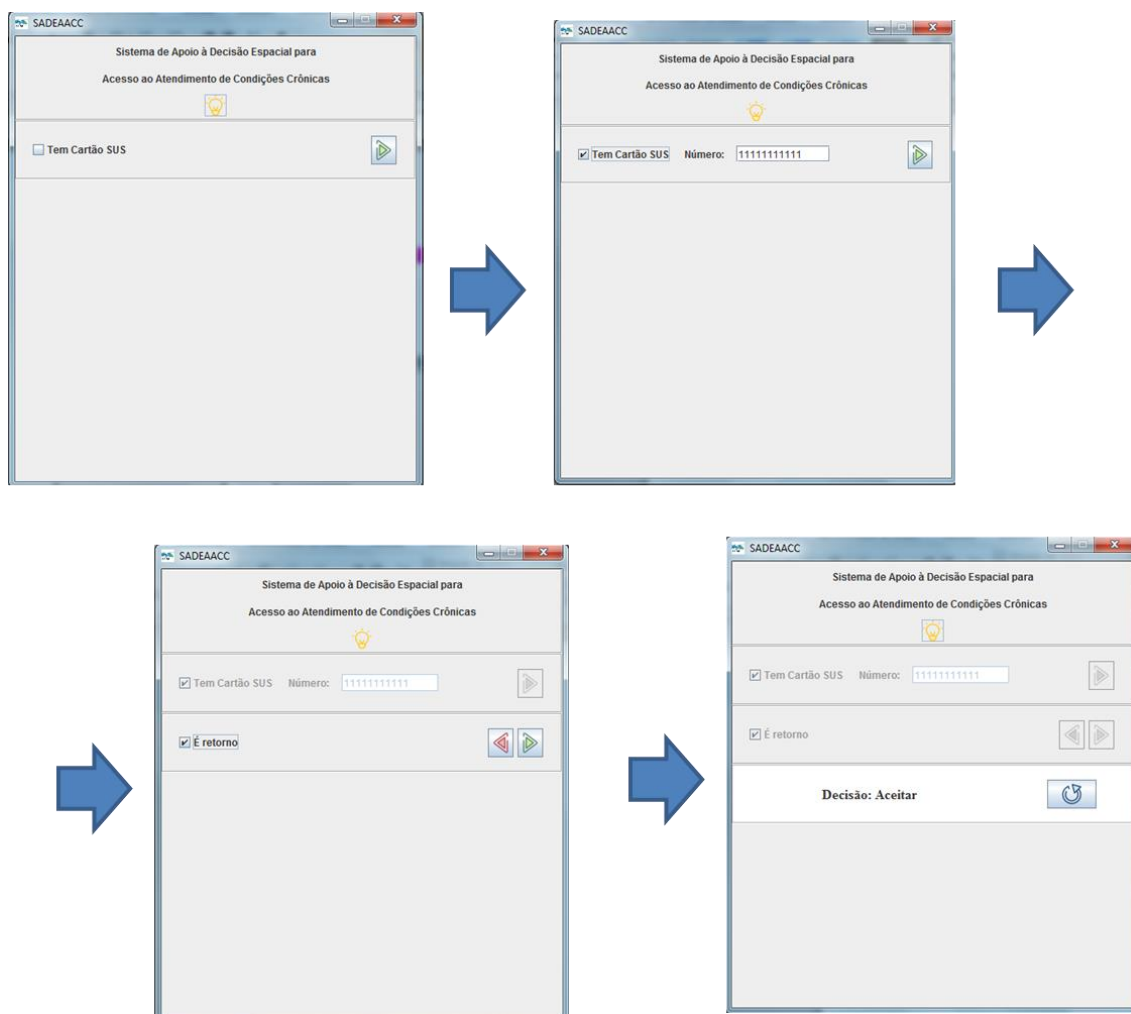 SADEAACC
Sistema de Apoio à Decisão Espacial para
Acesso ao Atendimento de Condições Crônicas
Tem Cartão SUS
SADEAACC
Sistema de Apoio à Decisão Espacial para
Acesso ao Atendimento de Condições Crônicas
Tem Cartão SUS Número: 11111111111
SADEAACC
Sistema de Apoio à Decisão Espacial para
Acesso ao Atendimento de Condições Crônicas
Tem Cartão SUS Número: 11111111111
É retorno
SADEAACC
Sistema de Apoio à Decisão Espacial para
Acesso ao Atendimento de Condições Crônicas
Tem Cartão SUS Número: 11111111111
É retorno
Decisão: Aceitar